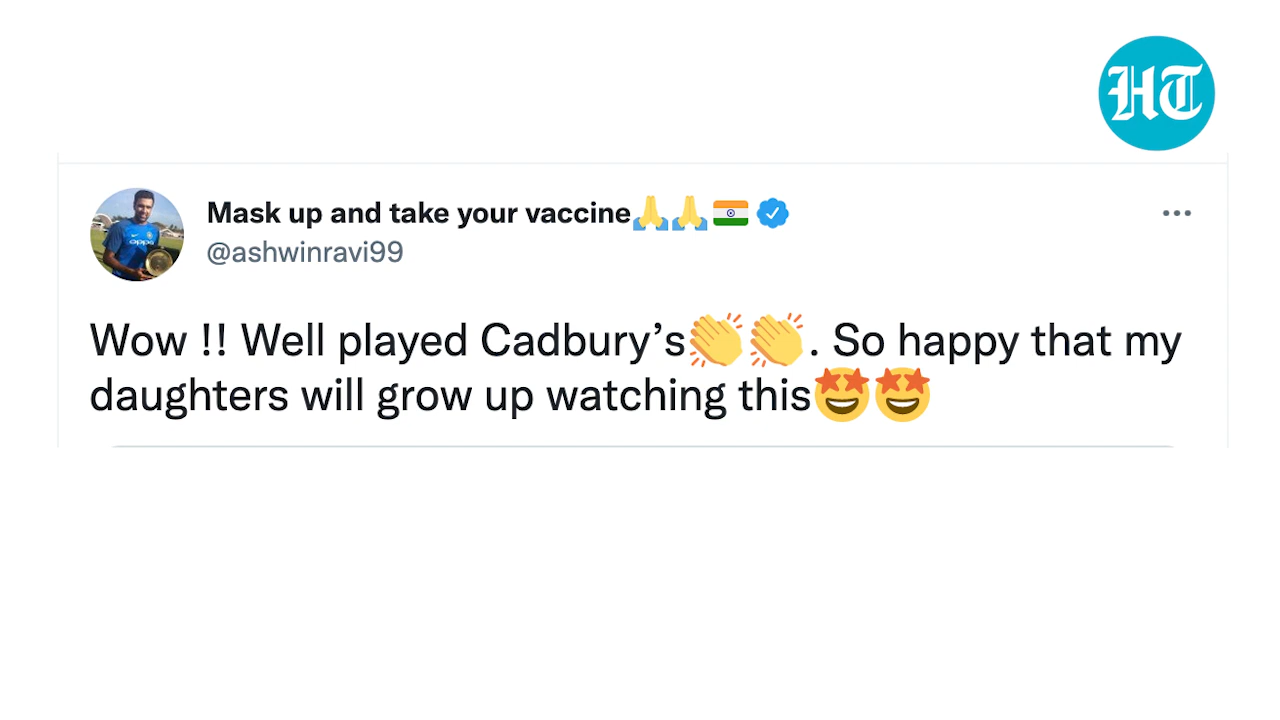 HT
Mask up and take your vaccine🙏🙏🇮🇳
@ashwinravi99
Wow !! Well played Cadbury’s👏👏. So happy that my
daughters will grow up watching this🤩🤩
oppo